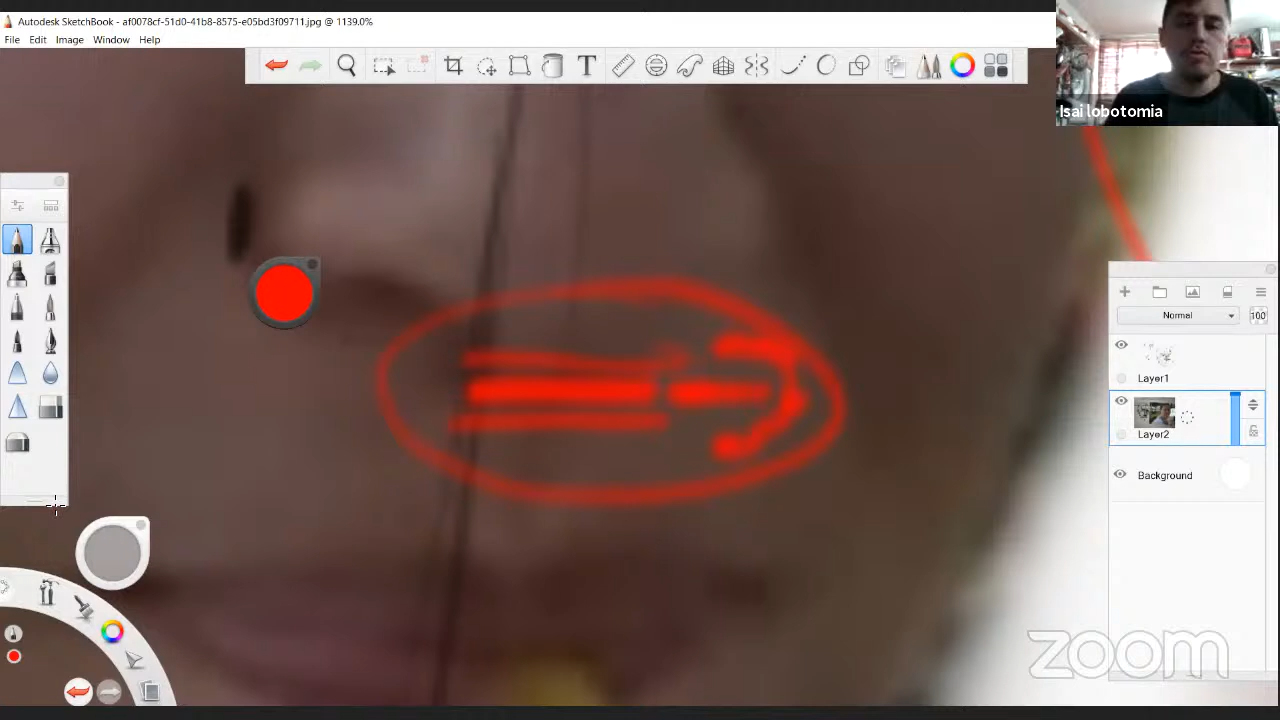 Autodesk SketchBook - af0078cf-51d0-41b8-8575-e05bd3f09711.jpg @ 1139.0%
File Edit Image Window Help
T
Isai lobotomia
Normal
100
Layer1
Layer2
Background
zoom